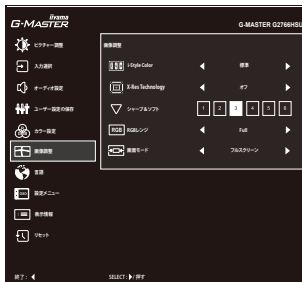 iiyama
G-MASTER
G-MASTER G2766HSU
ピクチャー調整
入力選択
オーディオ設定
ユーザー設定の保存
カラー設定
画像調整
言語
設定メニュー
表示情報
リセット
画像調整
i-Style Color
標準
X-Res Technology
オフ
シャープ&ソフト
1 2 3 4 5 6
RGB RGBレンジ
Full
画面モード
フルスクリーン
終了 :
SELECT : / 押す